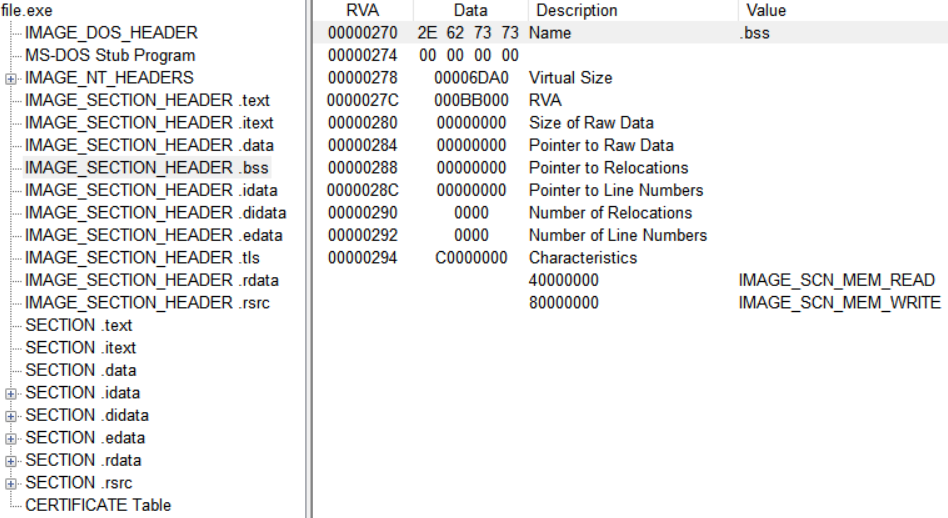 file.exe
IMAGE_DOS_HEADER
MS-DOS Stub Program
IMAGE_NT_HEADERS
IMAGE_SECTION_HEADER .text
IMAGE_SECTION_HEADER .itext
IMAGE_SECTION_HEADER .data
IMAGE_SECTION_HEADER .bss
IMAGE_SECTION_HEADER .idata
IMAGE_SECTION_HEADER .didata
IMAGE_SECTION_HEADER .edata
IMAGE_SECTION_HEADER .tls
IMAGE_SECTION_HEADER .rdata
IMAGE_SECTION_HEADER .rsrc
SECTION .text
SECTION .itext
SECTION .data
SECTION .idata
SECTION .didata
SECTION .edata
SECTION .rdata
SECTION .rsrc
CERTIFICATE Table
RVA Data Description Value
00000270 2E 62 73 73 Name .bss
00000274 00 00 00 00
00000278 00006DA0 Virtual Size
0000027C 000BB000 RVA
00000280 00000000 Size of Raw Data
00000284 00000000 Pointer to Raw Data
00000288 00000000 Pointer to Relocations
0000028C 00000000 Pointer to Line Numbers
00000290 0000 Number of Relocations
00000292 0000 Number of Line Numbers
00000294 C0000000 Characteristics
40000000 IMAGE_SCN_MEM_READ
80000000 IMAGE_SCN_MEM_WRITE